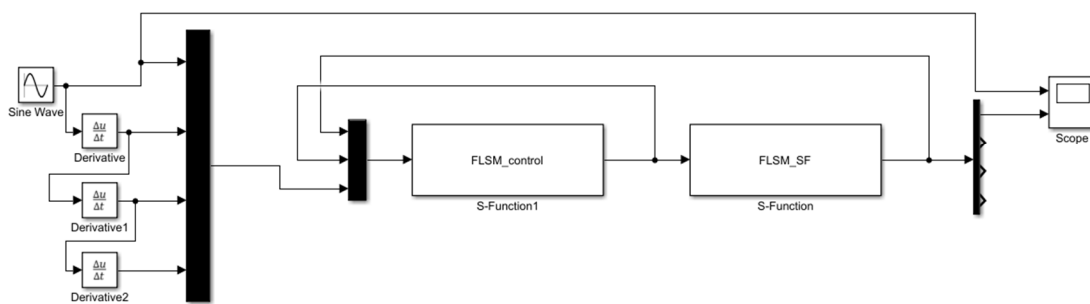 Sine Wave
Δu
Δt
Derivative
Δu
Δt
Derivative1
Δu
Δt
Derivative2
FLSM_control
S-Function1
FLSM_SF
S-Function
Scope